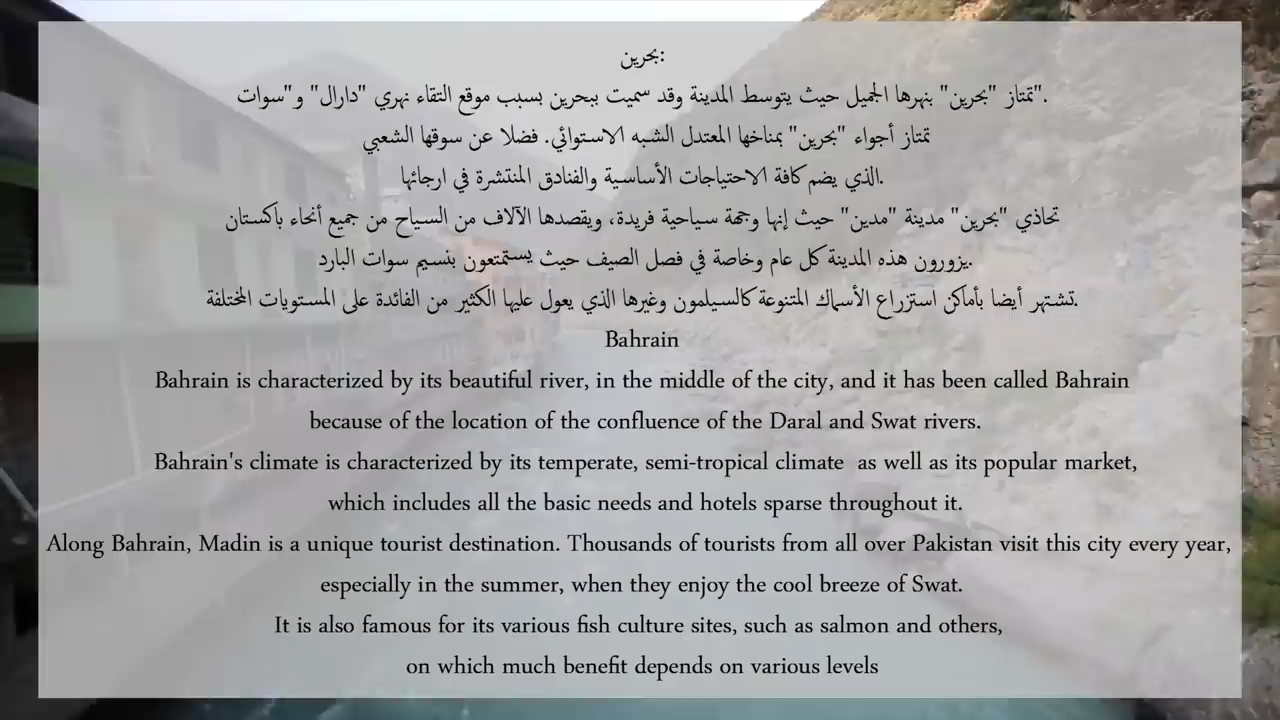 بحرين:
تمتاز "بحرين" بنهرها الجميل حيث يتوسط المدينة وقد سميت ببحرين بسبب موقع التقاء نهري "دارال" و"سوات".
تمتاز أجواء "بحرين" بمناخها المعتدل الشبه الاستوائي. فضلا عن سوقها الشعبي
الذي يضم كافة الاحتياجات الأساسية والفنادق المنتشرة في ارجائها.
تحاذي "بحرين" مدينة "مدين" حيث إنها وجهة سياحية فريدة، ويقصدها الآلاف من السياح من جميع أنحاء باكستان
يزورون هذه المدينة كل عام وخاصة في فصل الصيف حيث يستمتعون بنسيم سوات البارد.
تشتهر أيضا بأماكن استزراع الأسماك المتنوعة كالسيلمون وغيرها الذي يعول عليها الكثير من الفائدة على المستويات المختلفة.
Bahrain
Bahrain is characterized by its beautiful river, in the middle of the city, and it has been called Bahrain
because of the location of the confluence of the Daral and Swat rivers.
Bahrain's climate is characterized by its temperate, semi-tropical climate as well as its popular market,
which includes all the basic needs and hotels sparse throughout it.
Along Bahrain, Madin is a unique tourist destination. Thousands of tourists from all over Pakistan visit this city every year,
especially in the summer, when they enjoy the cool breeze of Swat.
It is also famous for its various fish culture sites, such as salmon and others,
on which much benefit depends on various levels